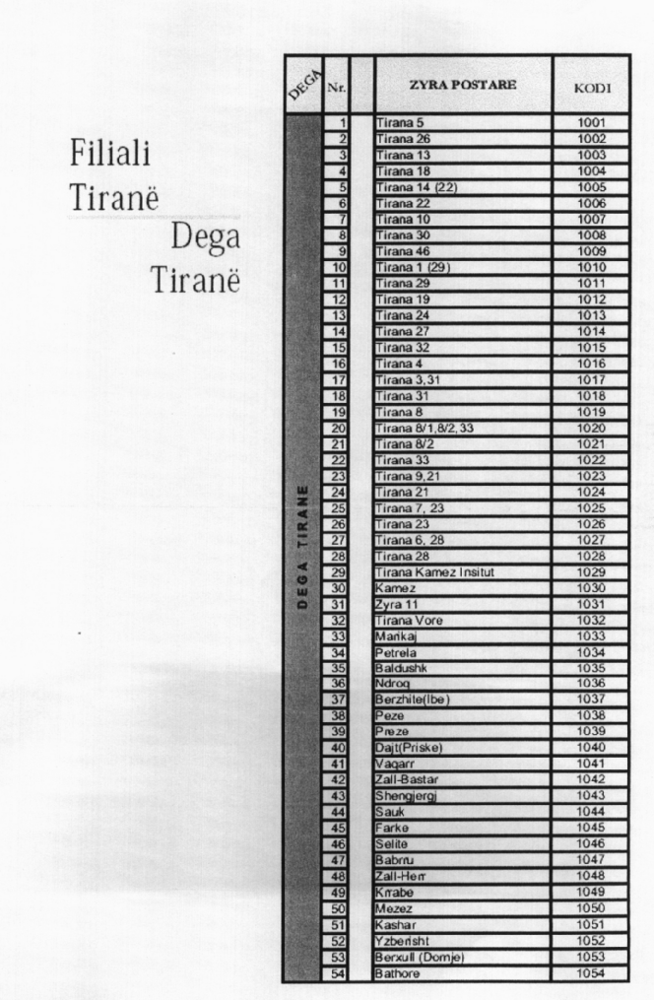 Filiali
Tiranë
Dega
Tiranë
DEGA Nr. ZYRA POSTARE KODI
DEGA TIRANE
1 Tirana 5 1001
2 Tirana 26 1002
3 Tirana 13 1003
4 Tirana 18 1004
5 Tirana 14 (22) 1005
6 Tirana 22 1006
7 Tirana 10 1007
8 Tirana 30 1008
9 Tirana 46 1009
10 Tirana 1 (29) 1010
11 Tirana 29 1011
12 Tirana 19 1012
13 Tirana 24 1013
14 Tirana 27 1014
15 Tirana 32 1015
16 Tirana 4 1016
17 Tirana 3,31 1017
18 Tirana 31 1018
19 Tirana 8 1019
20 Tirana 8/1,8/2,33 1020
21 Tirana 8/2 1021
22 Tirana 33 1022
23 Tirana 9,21 1023
24 Tirana 21 1024
25 Tirana 7, 23 1025
26 Tirana 23 1026
27 Tirana 6, 28 1027
28 Tirana 28 1028
29 Tirana Kamez Insitut 1029
30 Kamez 1030
31 Zyra 11 1031
32 Tirana Vore 1032
33 Marikaj 1033
34 Petrela 1034
35 Baldushk 1035
36 Ndroq 1036
37 Berzhite(Ibe) 1037
38 Peze 1038
39 Preze 1039
40 Dajt(Priske) 1040
41 Vaqarr 1041
42 Zall-Bastar 1042
43 Shengjergj 1043
44 Sauk 1044
45 Farke 1045
46 Selite 1046
47 Babrru 1047
48 Zall-Herr 1048
49 Krrabe 1049
50 Mezez 1050
51 Kashar 1051
52 Yzberisht 1052
53 Berxull (Domje) 1053
54 Bathore 1054